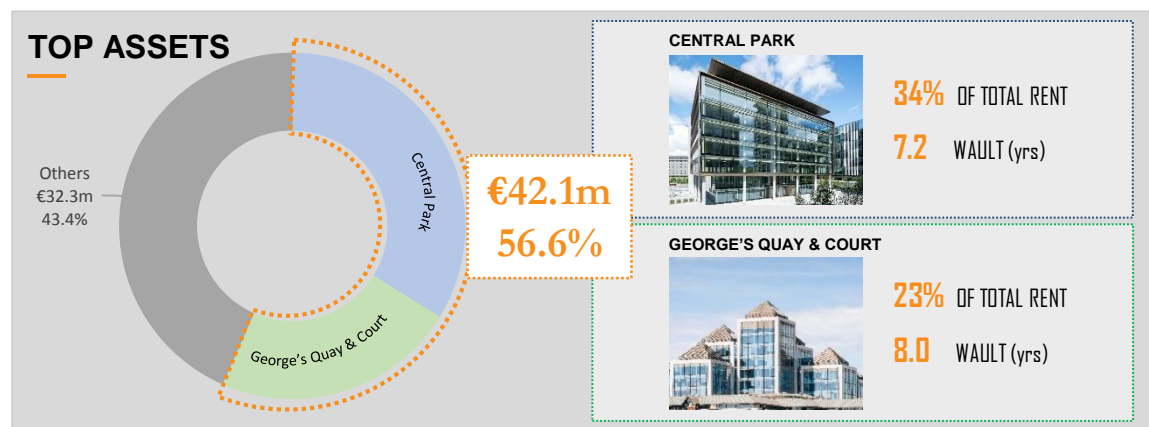 TOP ASSETS
Others
€32.3m
43.4%
Central Park
George's Quay & Court
€42.1m
56.6%
CENTRAL PARK
34% OF TOTAL RENT
7.2 WAULT (yrs)
GEORGE'S QUAY & COURT
23% OF TOTAL RENT
8.0 WAULT (yrs)